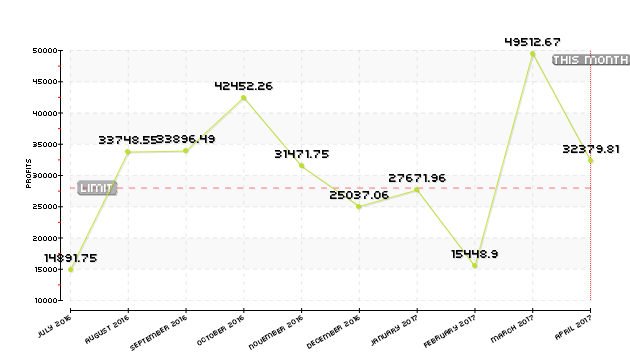 49512.67
50000
THIS MONTH
45000
42452.26
40000
33748.55 33896.49
35000
32379.81
31471.75
30000
27671.96
LIMIT
25037.06
25000
20000
15448.9
14891.75
15000
10000
PROFITS
JULY 2016
AUGUST 2016
SEPTEMBER 2016
OCTOBER 2016
NOVEMBER 2016
DECEMBER 2016
JANUARY 2017
FEBRUARY 2017
MARCH 2017
APRIL 2017